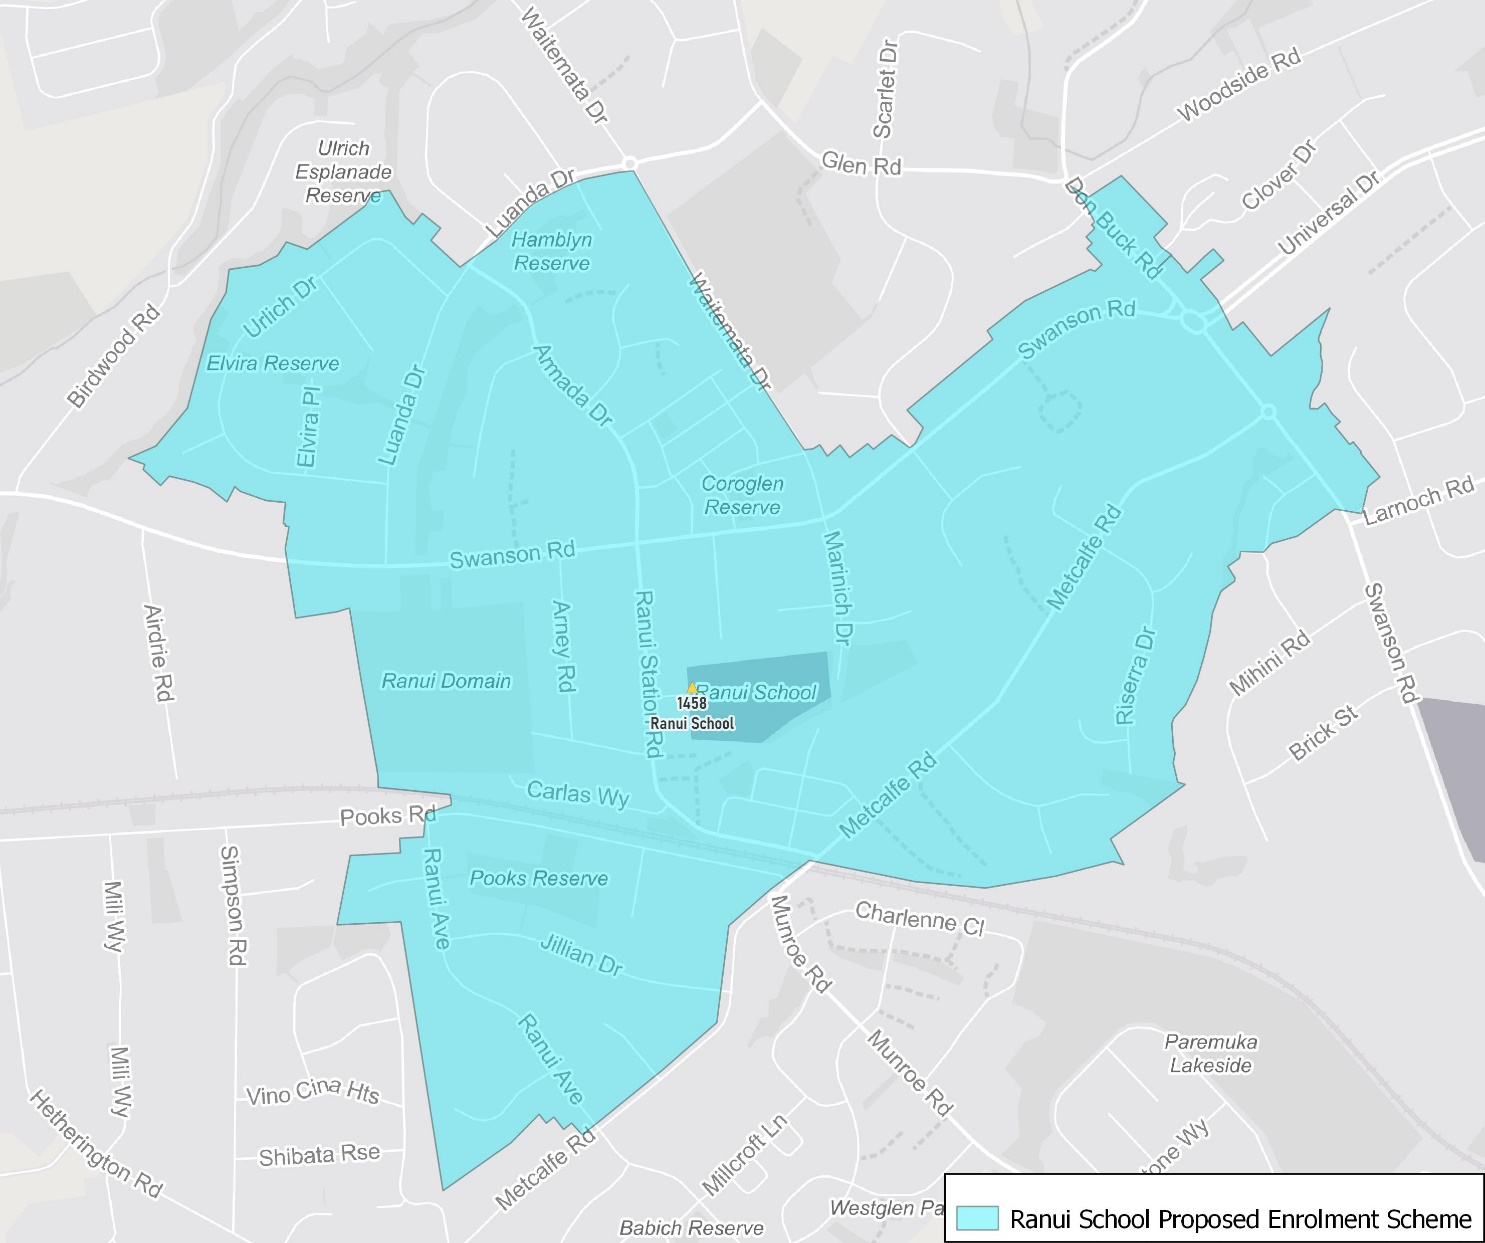 Waitemata Dr
Scarlet Dr
Woodside Rd
Ulrich
Esplanade
Reserve
Glen Rd
Clover Dr
Luanda Dr
Don Buck Rd
Universal Dr
Hamblyn
Reserve
Urlich Dr
Birdwood Rd
Waitemata Dr
Swanson Rd
Elvira Reserve
Armada Dr
Elvira Pl
Luanda Dr
Coroglen
Reserve
Larnoch Rd
Swanson Rd
Marinich Dr
Metcalfe Rd
Airdrie Rd
Arney Rd
Ranui Station Rd
Swanson Rd
Mihini Rd
Riserra Dr
Ranui Domain
Ranui School
1458
Ranui School
Brick St
Carlas Wy
Metcalfe Rd
Pooks Rd
Simpson Rd
Ranui Ave
Pooks Reserve
Mili Wy
Munroe Rd
Charlenne Cl
Jillian Dr
Ranui Ave
Munroe Rd
Paremuka
Lakeside
Mili Wy
Vino Cina Hts
Hetherington Rd
Shibata Rse
Metcalfe Rd
Millcroft Ln
tone Wy
Babich Reserve
Westglen Pa
Ranui School Proposed Enrolment Scheme